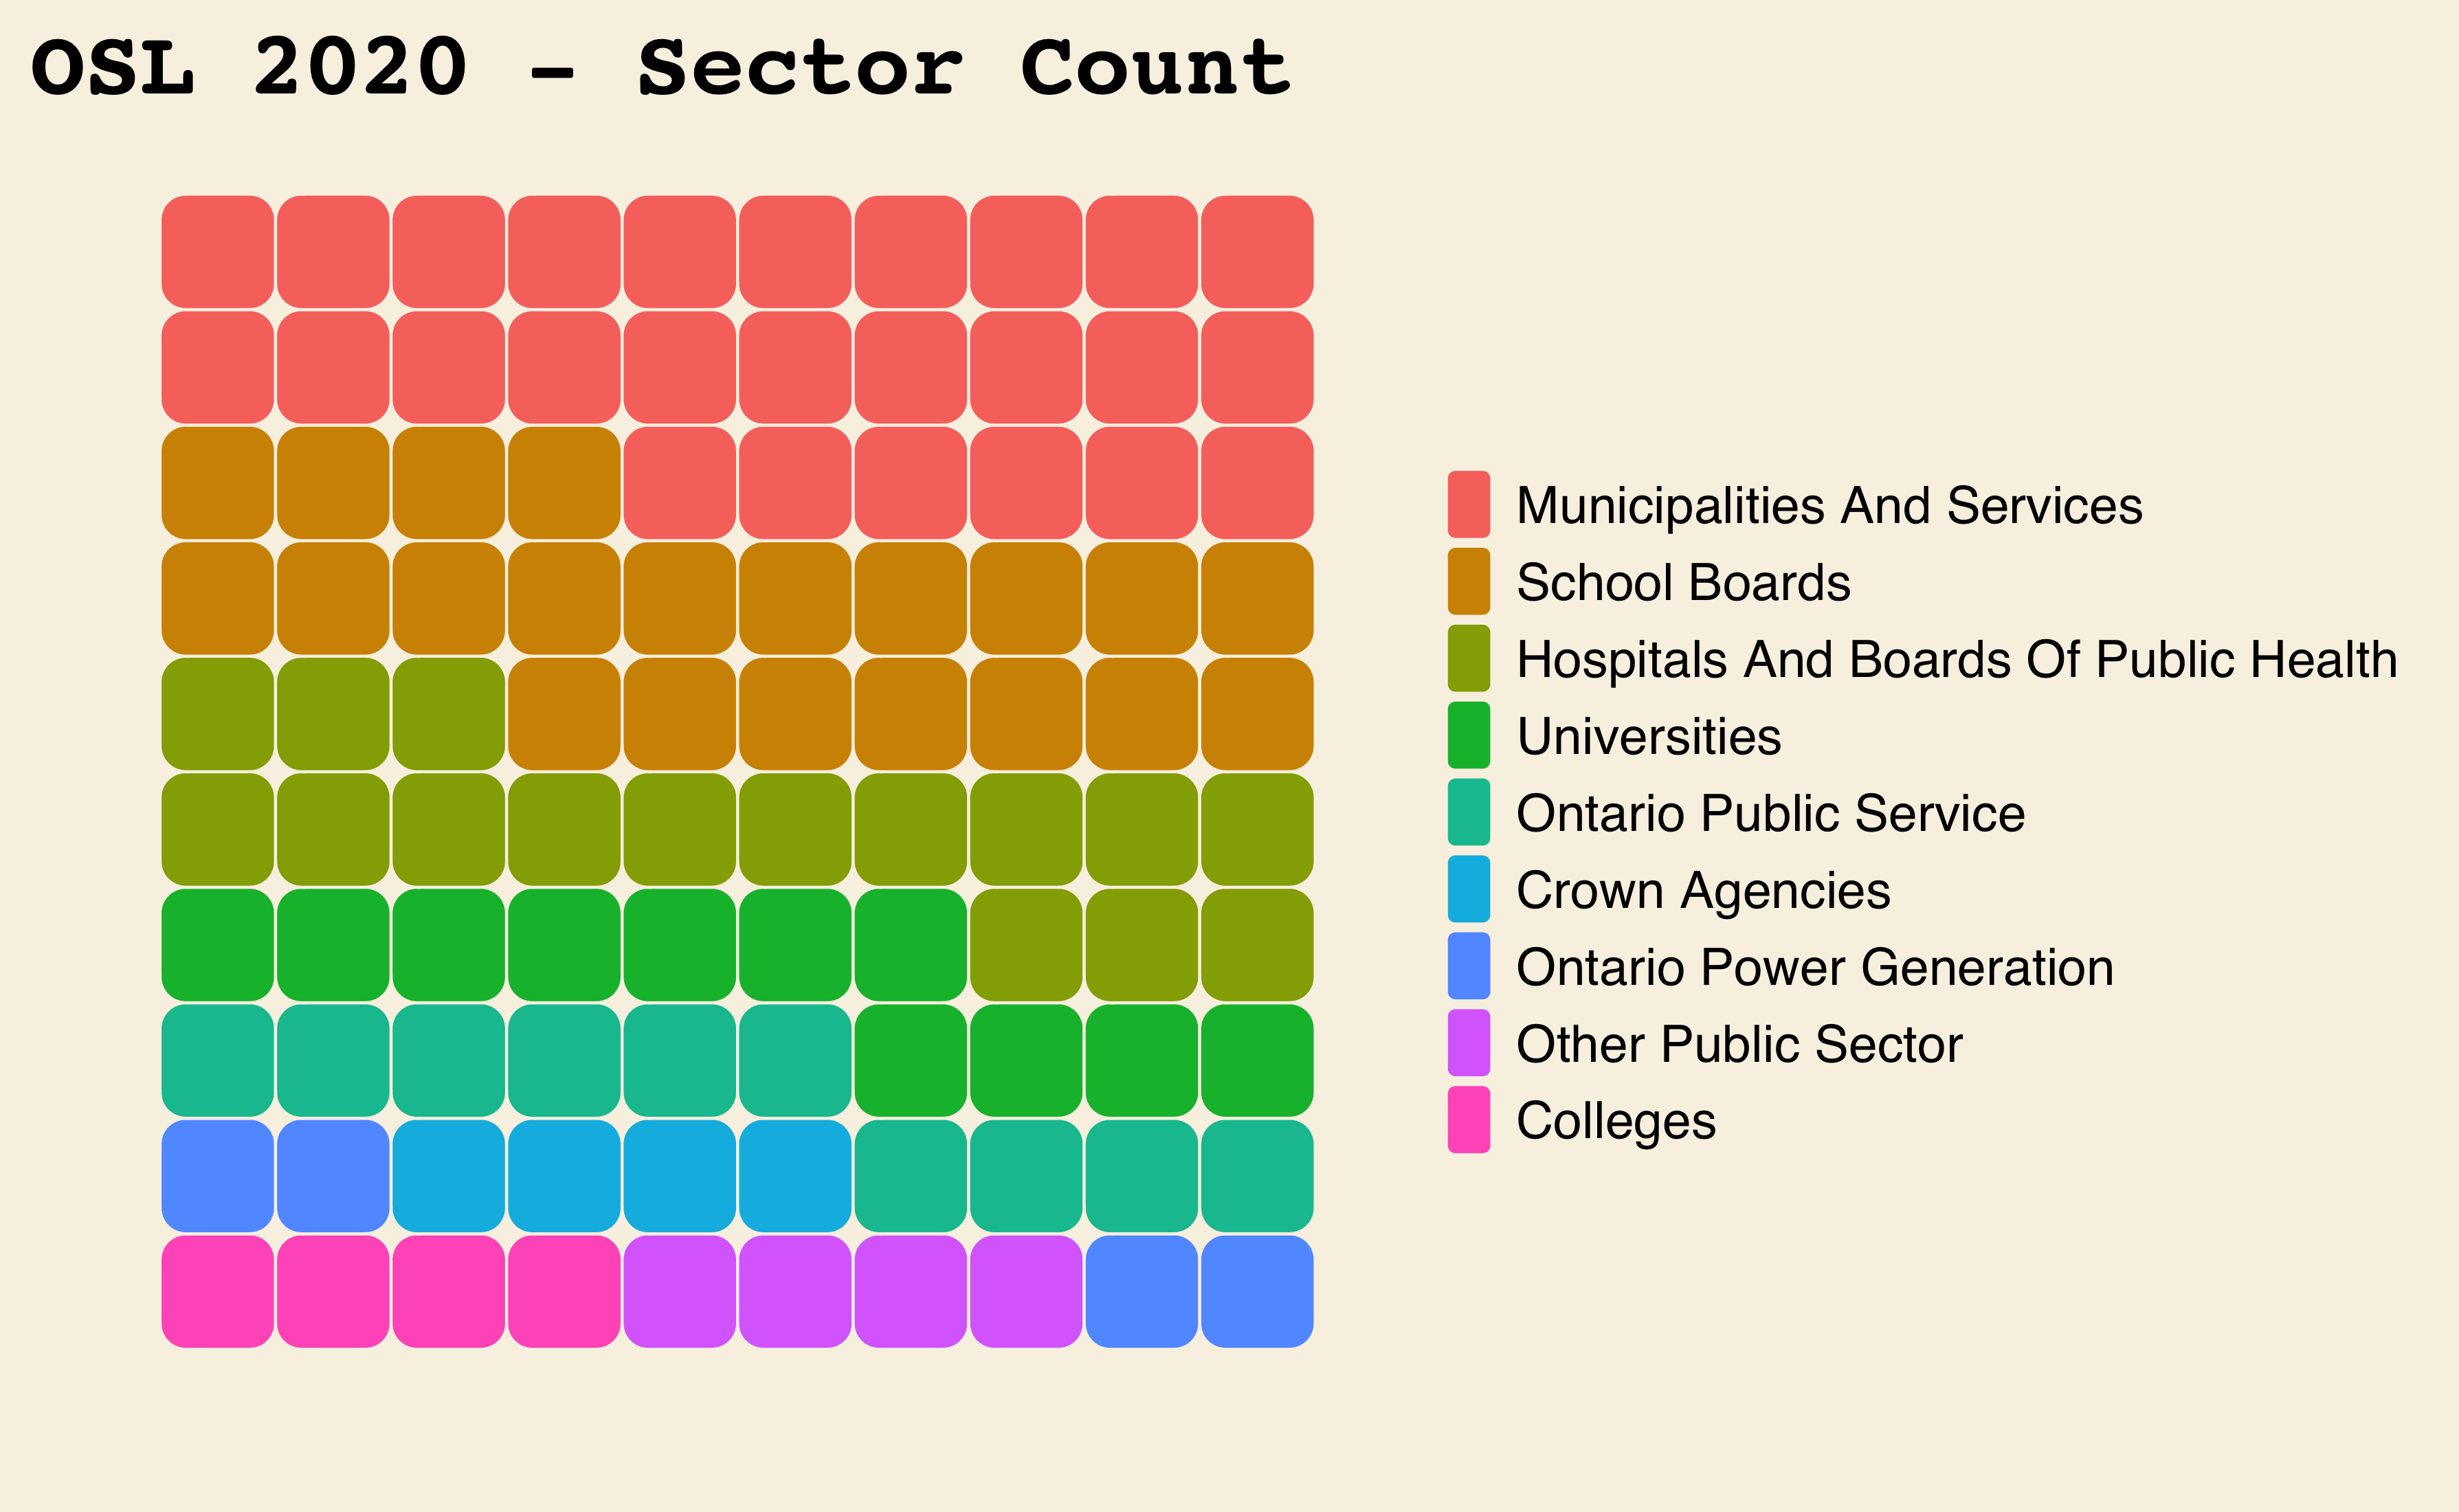 OSL 2020 – Sector Count
Municipalities And Services
School Boards
Hospitals And Boards Of Public Health
Universities
Ontario Public Service
Crown Agencies
Ontario Power Generation
Other Public Sector
Colleges